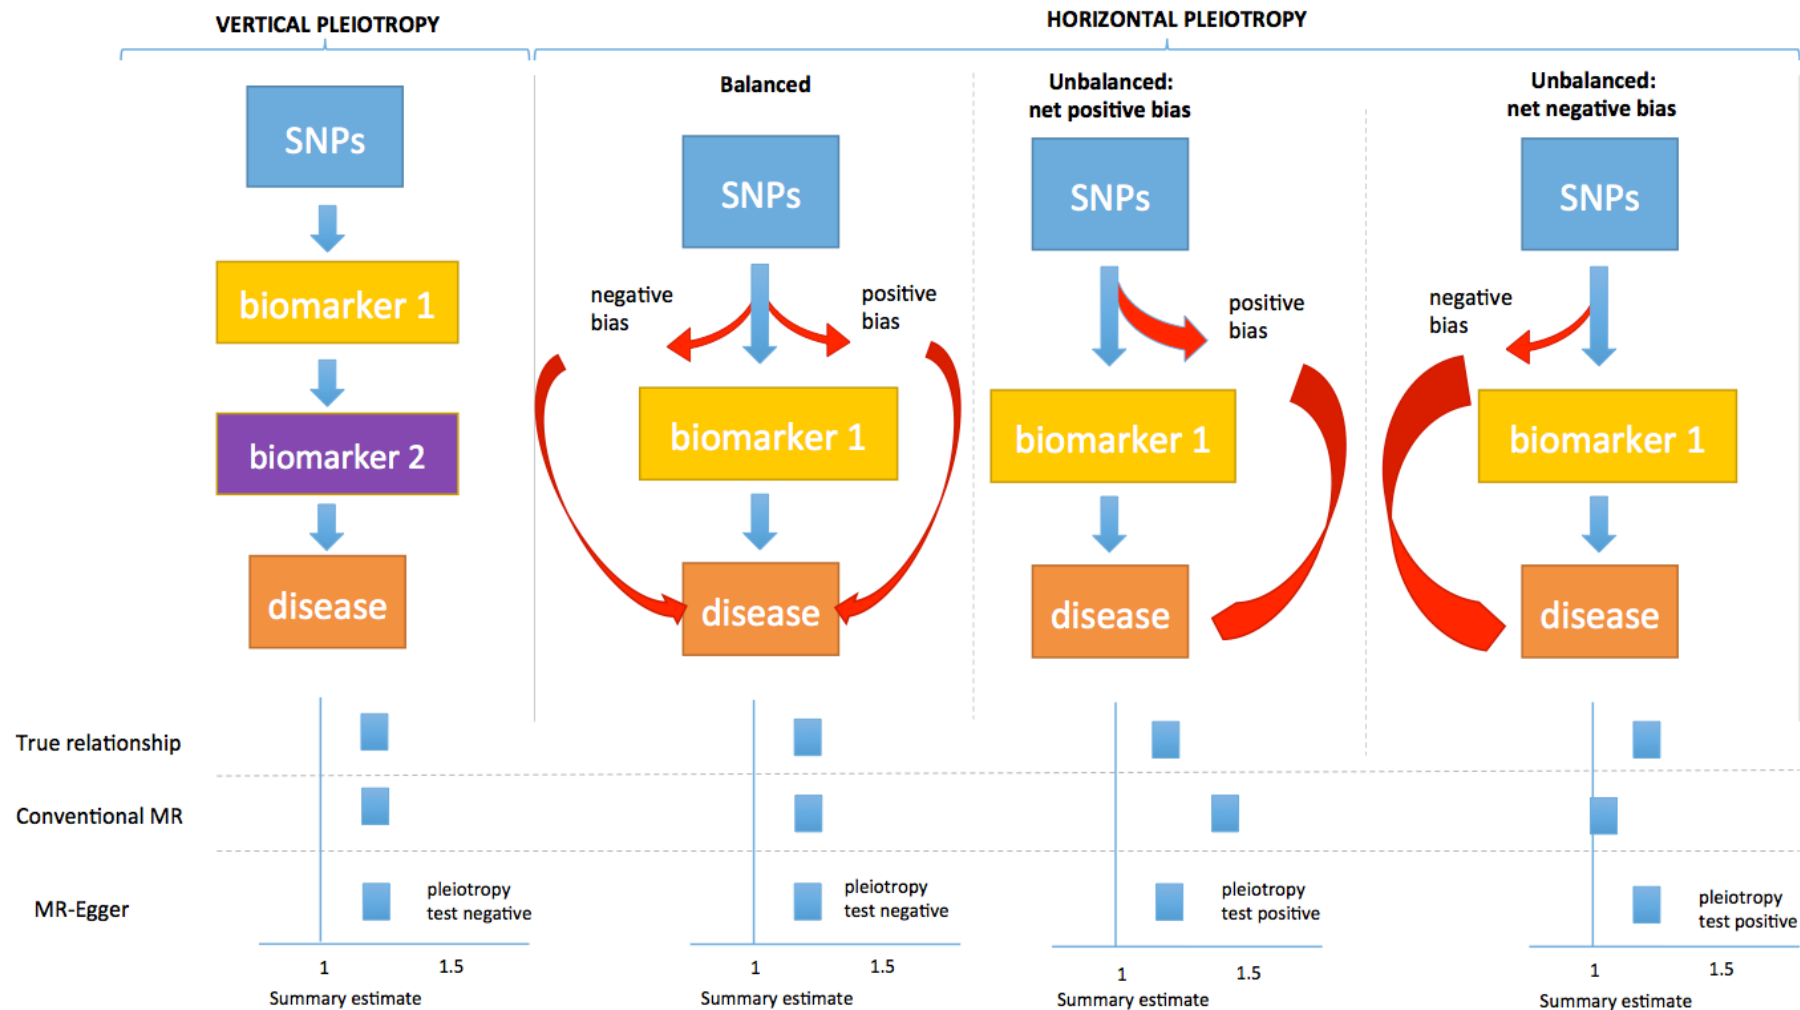 VERTICAL PLEIOTROPY
HORIZONTAL PLEIOTROPY
SNPs
biomarker 1
biomarker 2
disease
Balanced
SNPs
negative
bias
positive
bias
biomarker 1
disease
Unbalanced:
net positive bias
SNPs
positive
bias
biomarker 1
disease
Unbalanced:
net negative bias
SNPs
negative
bias
biomarker 1
disease
True relationship
Conventional MR
MR-Egger
pleiotropy
test negative
pleiotropy
test negative
pleiotropy
test positive
pleiotropy
test positive
1 1.5
Summary estimate
1 1.5
Summary estimate
1 1.5
Summary estimate
1 1.5
Summary estimate